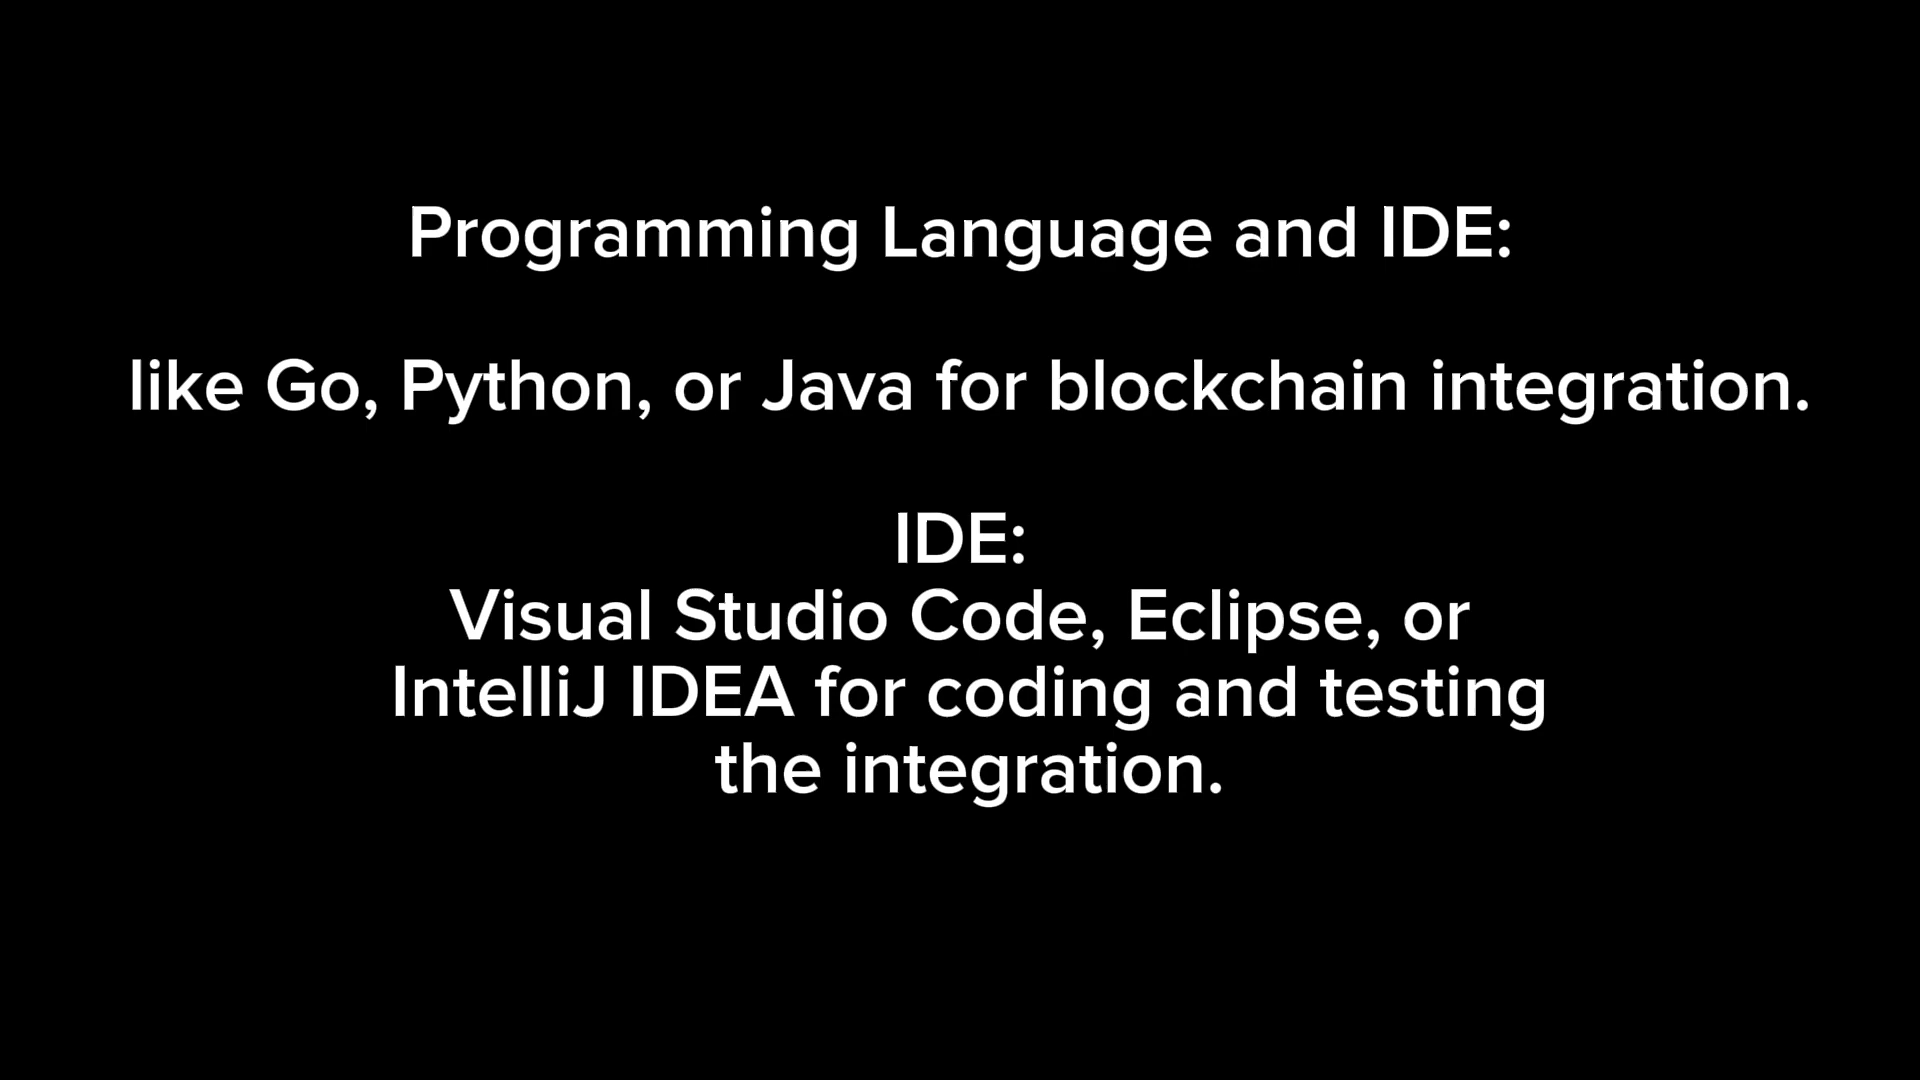 Programming Language and IDE:
like Go, Python, or Java for blockchain integration.
IDE:
Visual Studio Code, Eclipse, or
IntelliJ IDEA for coding and testing
the integration.